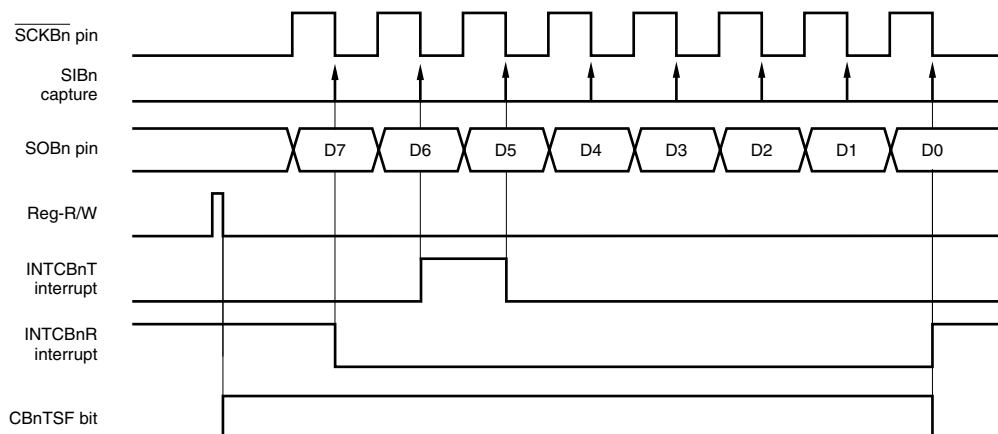 SCKBn pin
SIBn
capture
SOBn pin
D7 D6 D5 D4 D3 D2 D1 D0
Reg-R/W
INTCBnT
interrupt
INTCBnR
interrupt
CBnTSF bit